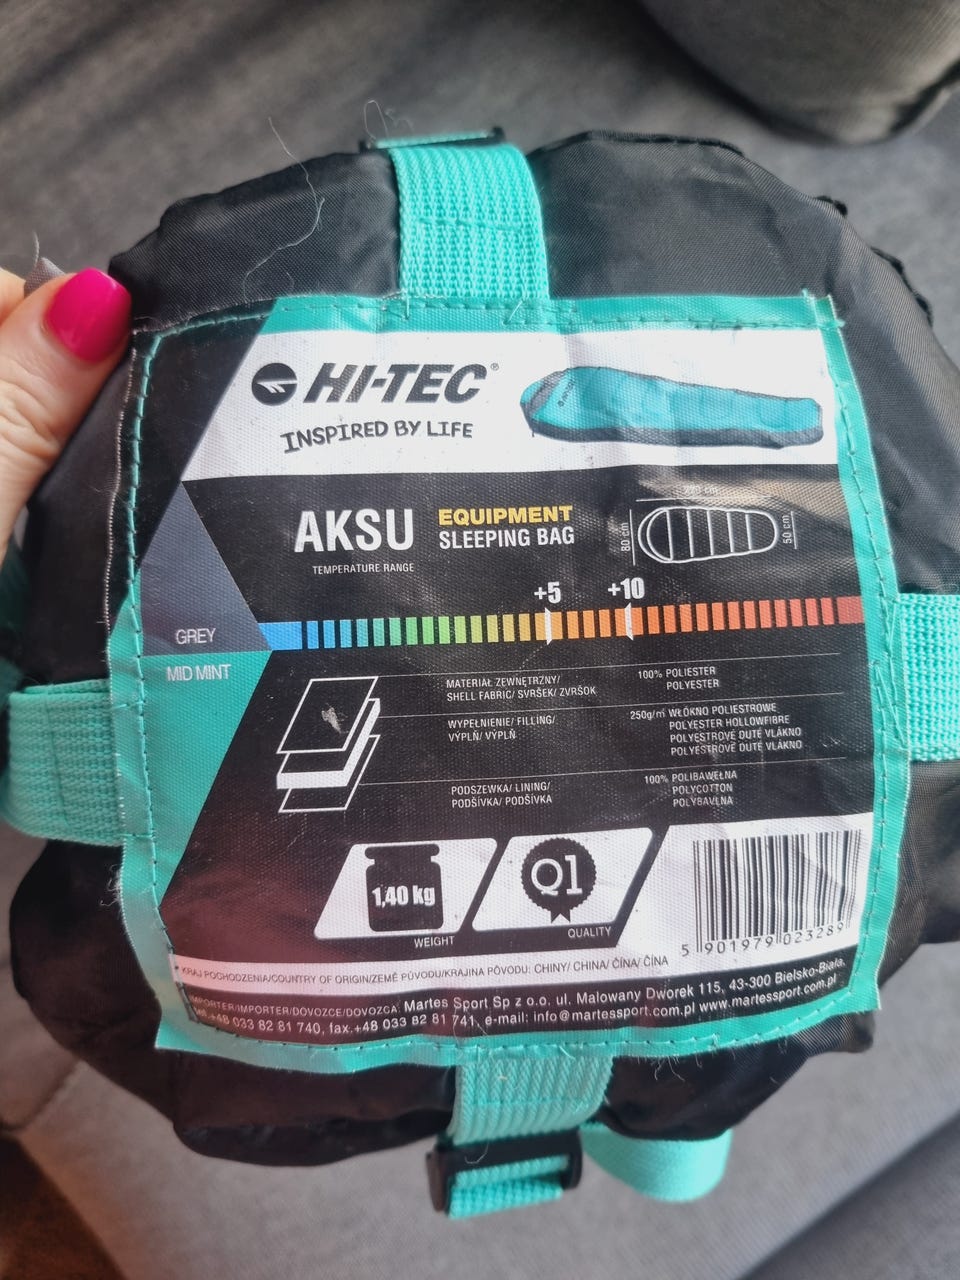 HI-TEC®
INSPIRED BY LIFE
AKSU
EQUIPMENT
SLEEPING BAG
TEMPERATURE RANGE
80 cm
50 cm
+5
+10
GREY
MID MINT
MATERIAŁ ZEWNĘTRZNY/
SHELL FABRIC/ SVRŠEK/ ZVRŠOK
100% POLIESTER
POLYESTER
WYPEŁNIENIE/ FILLING/
VÝPLŇ/ VÝPLŇ
250g/m² WŁÓKNO POLIESTROWE
POLYESTER HOLLOWFIBRE
POLYESTROVÉ DUTÉ VLÁKNO
POLYESTROVÉ DUTÉ VLÁKNO
PODSZEWKA/ LINING/
PODŠÍVKA/ PODŠÍVKA
100% POLIBAWEŁNA
POLYCOTTON
POLYBAVLNA
1,40 kg
WEIGHT
Q1
QUALITY
5 901979 023289
* KRAJ POCHODZENIA/COUNTRY OF ORIGIN/ZEMĚ PŮVODU/KRAJINA PÔVODU: CHINY/ CHINA/ ČÍNA/ ČÍNA
IMPORTER/IMPORTER/DOVOZCE/DOVOZCA: Martes Sport Sp z o.o. ul. Malowany Dworek 115, 43-300 Bielsko-Biała,
tel.+48 033 82 81 740, fax.+48 033 82 81 741, e-mail: info@martessport.com.pl www.martessport.com.pl